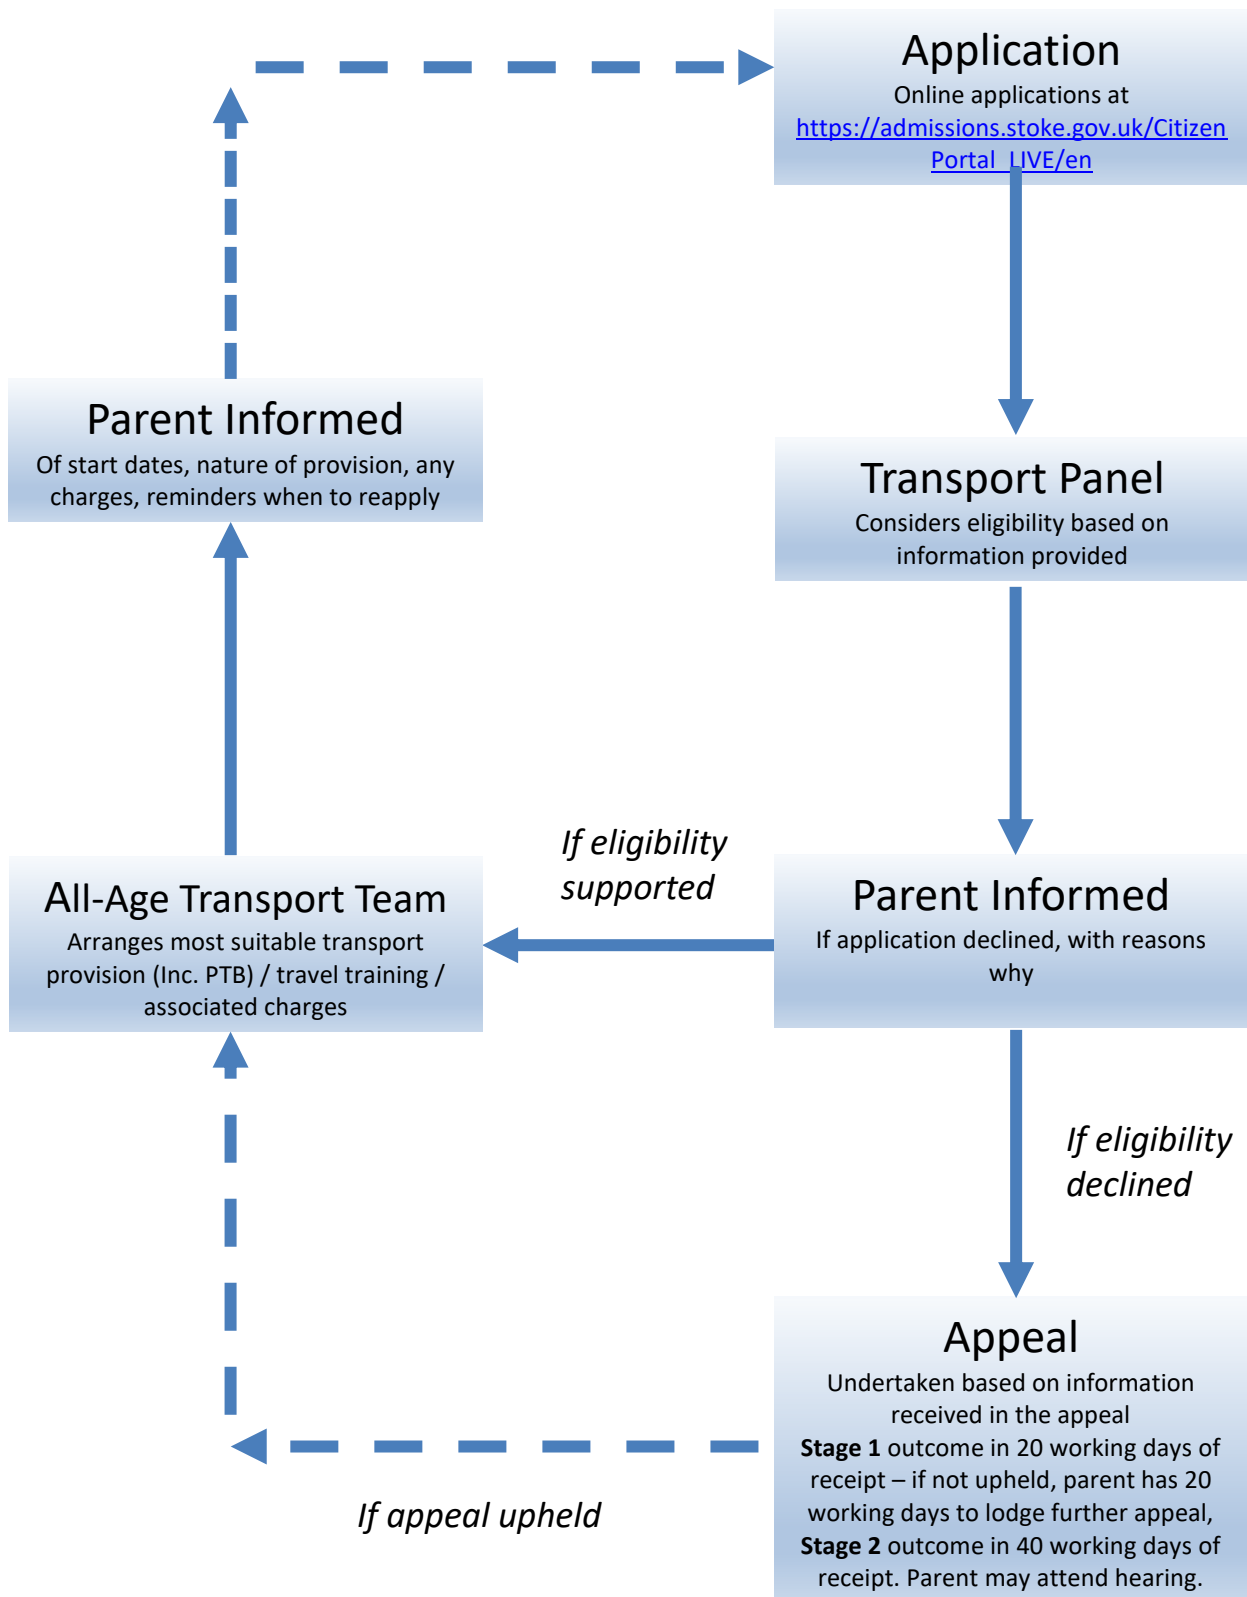 Application
Online applications at
https://admissions.stoke.gov.uk/Citizen
Portal_LIVE/en
Parent Informed
Of start dates, nature of provision, any
charges, reminders when to reapply
Transport Panel
Considers eligibility based on
information provided
If eligibility
supported
All-Age Transport Team
Arranges most suitable transport
provision (Inc. PTB) / travel training /
associated charges
Parent Informed
If application declined, with reasons
why
If eligibility
declined
Appeal
Undertaken based on information
received in the appeal
Stage 1 outcome in 20 working days of
receipt – if not upheld, parent has 20
working days to lodge further appeal,
Stage 2 outcome in 40 working days of
receipt. Parent may attend hearing.
If appeal upheld